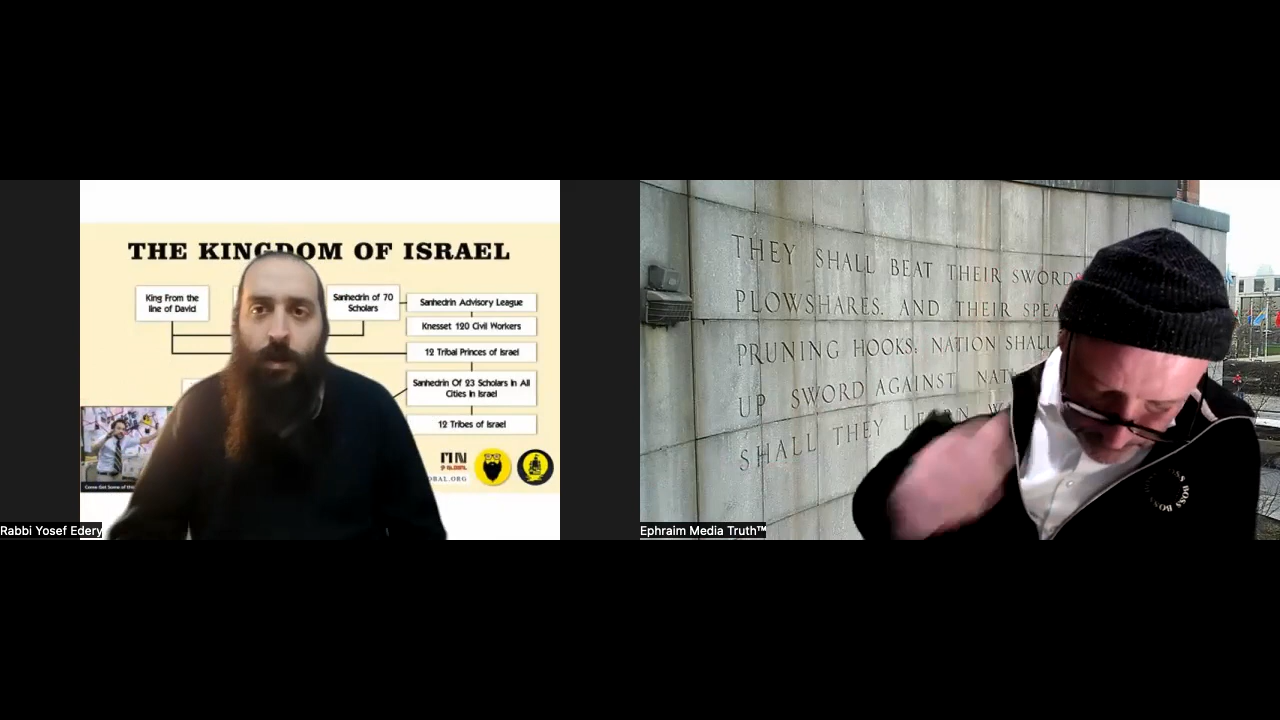 THE KINGDOM OF ISRAEL
King From the
line of David
Sanhedrin of 70
Scholars
Sanhedrin Advisory League
Knesset 120 Civil Workers
12 Tribal Princes of Israel
Sanhedrin Of 23 Scholars In All
Cities in Israel
12 Tribes of Israel
Rabbi Yosef Edery
THEY SHALL BEAT THEIR SWORDS
PLOWSHARES. AND THEIR SPEA
PRUNING HOOKS: NATION SHALL
UP SWORD AGAINST NATI
SHALL THEY LEARN W
BOSS
Ephraim Media Truth™